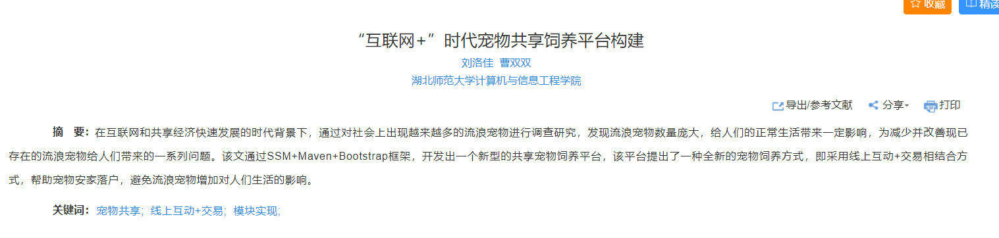 收藏 精读
“互联网+”时代宠物共享饲养平台构建
刘洛佳 曹双双
湖北师范大学计算机与信息工程学院
导出/参考文献 分享 打印
摘 要：在互联网和共享经济快速发展的时代背景下，通过对社会上出现越来越多的流浪宠物进行调查研究，发现流浪宠物数量庞大，给人们的正常生活带来一定影响，为减少并改善现已
存在的流浪宠物给人们带来的一系列问题。该文通过SSM+Maven+Bootstrap框架，开发出一个新型的共享宠物饲养平台，该平台提出了一种全新的宠物饲养方式，即采用线上互动+交易相结合方
式，帮助宠物安家落户，避免流浪宠物增加对人们生活的影响。
关键词：宠物共享; 线上互动+交易; 模块实现;